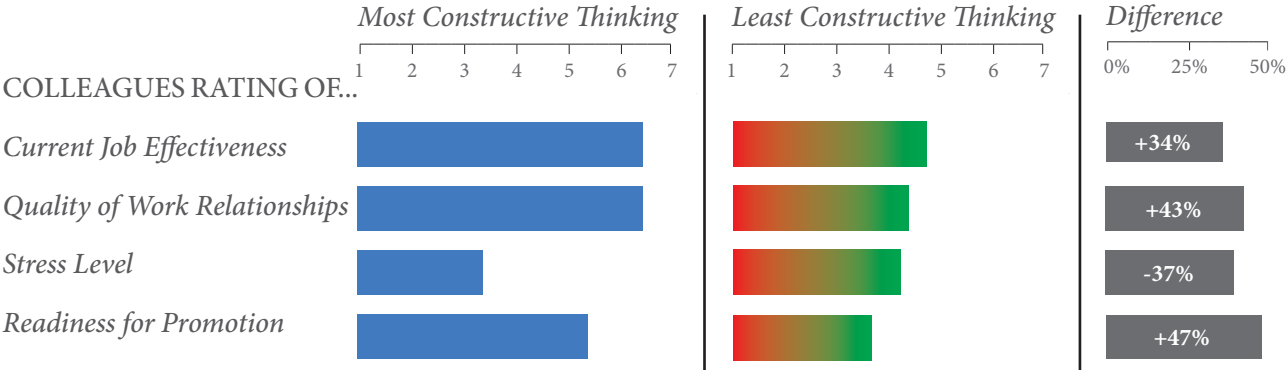 Most Constructive Thinking
1 2 3 4 5 6 7
Least Constructive Thinking
1 2 3 4 5 6 7
Difference
0% 25% 50%
COLLEAGUES RATING OF...
Current Job Effectiveness
+34%
Quality of Work Relationships
+43%
Stress Level
-37%
Readiness for Promotion
+47%